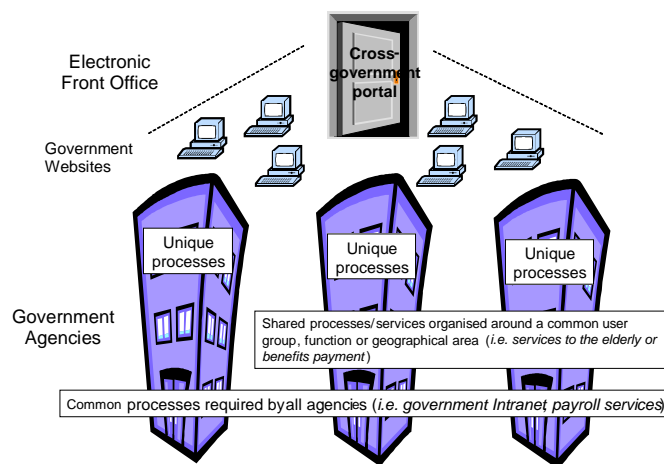 Electronic
Front Office
Cross-
government
portal
Government
Websites
Unique
processes
Unique
processes
Unique
processes
Government
Agencies
Shared processes/services organised around a common user
group, function or geographical area (i.e. services to the elderly or
benefits payment)
Common processes required byall agencies (i.e. government Intranet, payroll services)